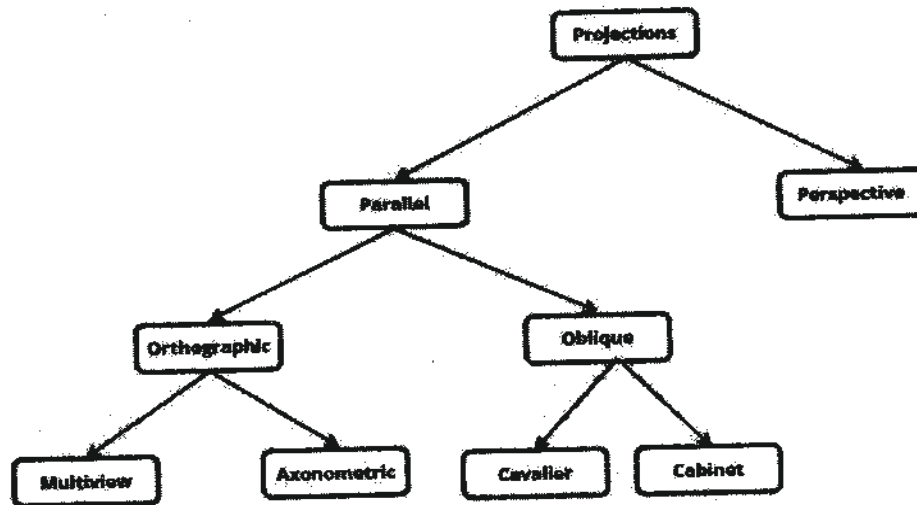 Projections
Parallel
Perspective
Orthographic
Oblique
Multiview
Axonometric
Cavalier
Cabinet